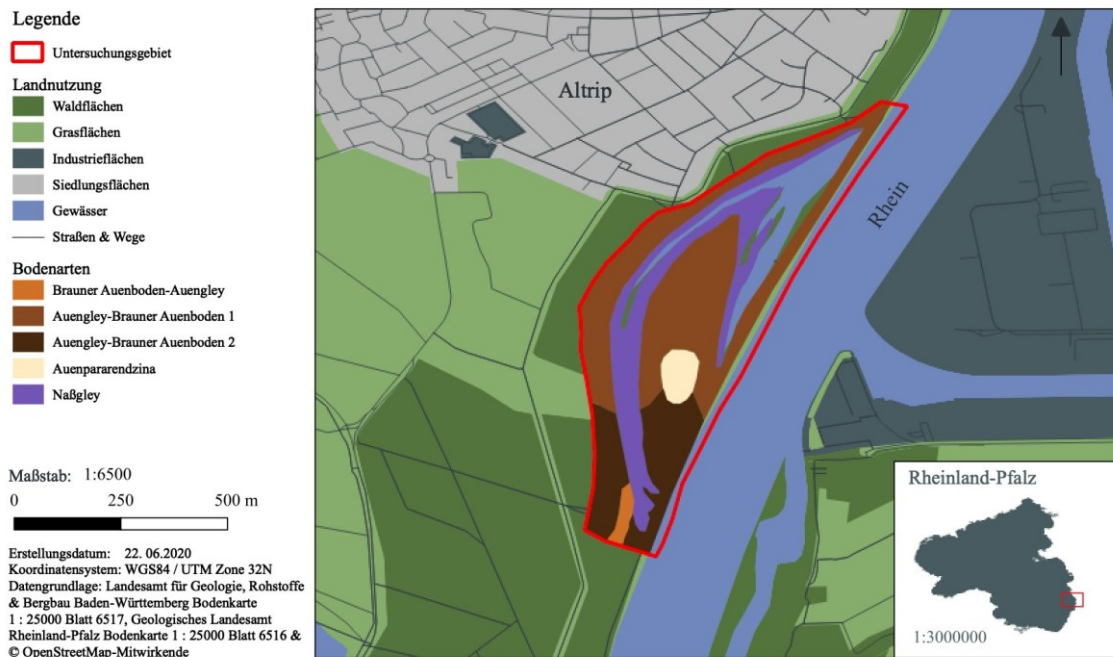 Legende
Untersuchungsgebiet
Landnutzung
Waldflächen
Grasflächen
Industrieflächen
Siedlungsflächen
Gewässer
Straßen & Wege
Bodenarten
Brauner Auenboden-Auengley
Auengley-Brauner Auenboden 1
Auengley-Brauner Auenboden 2
Auenpararendzina
Naßgley
Maßstab: 1:6500
0 250 500 m
Erstellungsdatum: 22. 06.2020
Koordinatensystem: WGS84 / UTM Zone 32N
Datengrundlage: Landesamt für Geologie, Rohstoffe
& Bergbau Baden-Württemberg Bodenkarte
1 : 25000 Blatt 6517, Geologisches Landesamt
Rheinland-Pfalz Bodenkarte 1 : 25000 Blatt 6516 &
© OpenStreetMap-Mitwirkende
Altrip
Rhein
Rheinland-Pfalz
1:3000000